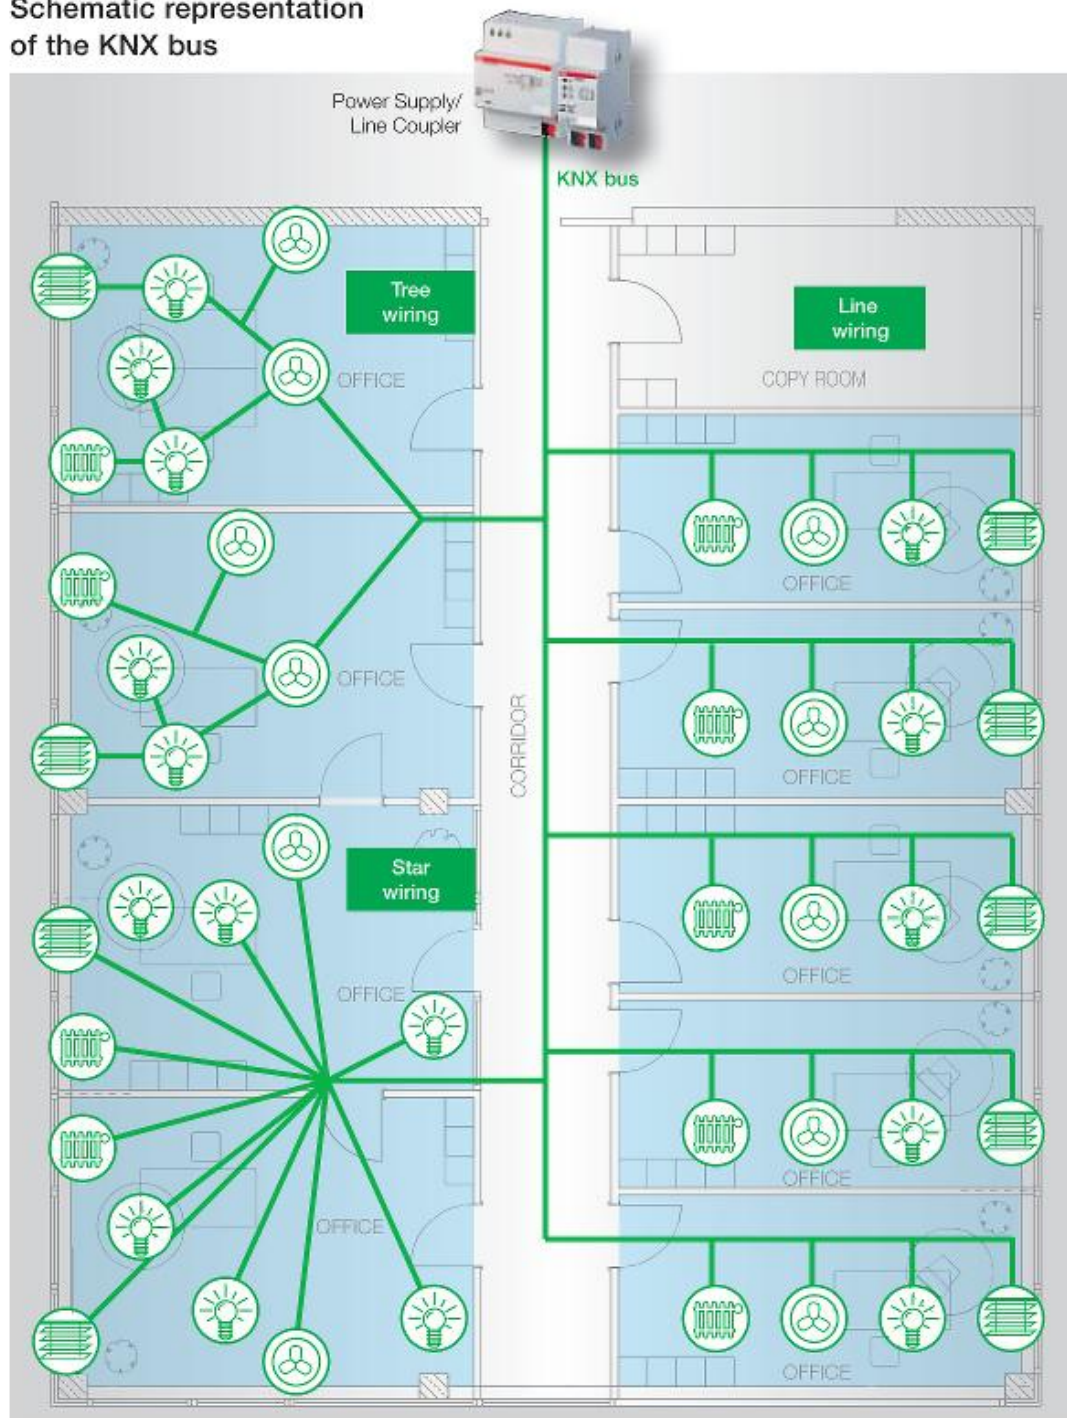 Schematic representation
of the KNX bus
Power Supply/
Line Coupler
KNX bus
Tree
wiring
Line
wiring
OFFICE
COPY ROOM
OFFICE
OFFICE
CORRIDOR
OFFICE
Star
wiring
OFFICE
OFFICE
OFFICE
OFFICE
OFFICE